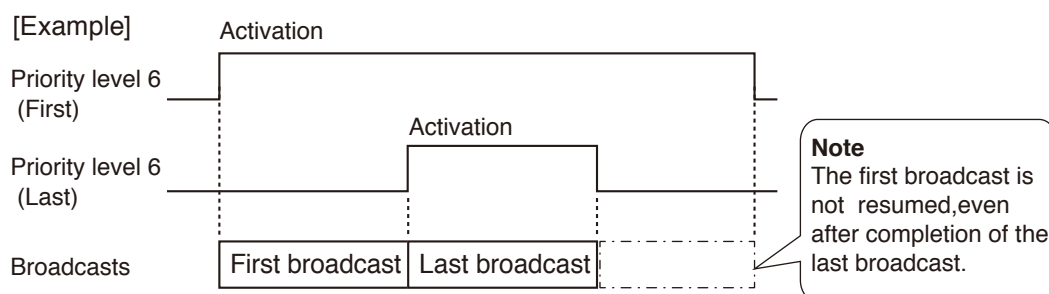 [Example]
Activation
Priority level 6
(First)
Activation
Priority level 6
(Last)
Broadcasts
First broadcast
Last broadcast
Note
The first broadcast is
not resumed,even
after completion of the
last broadcast.